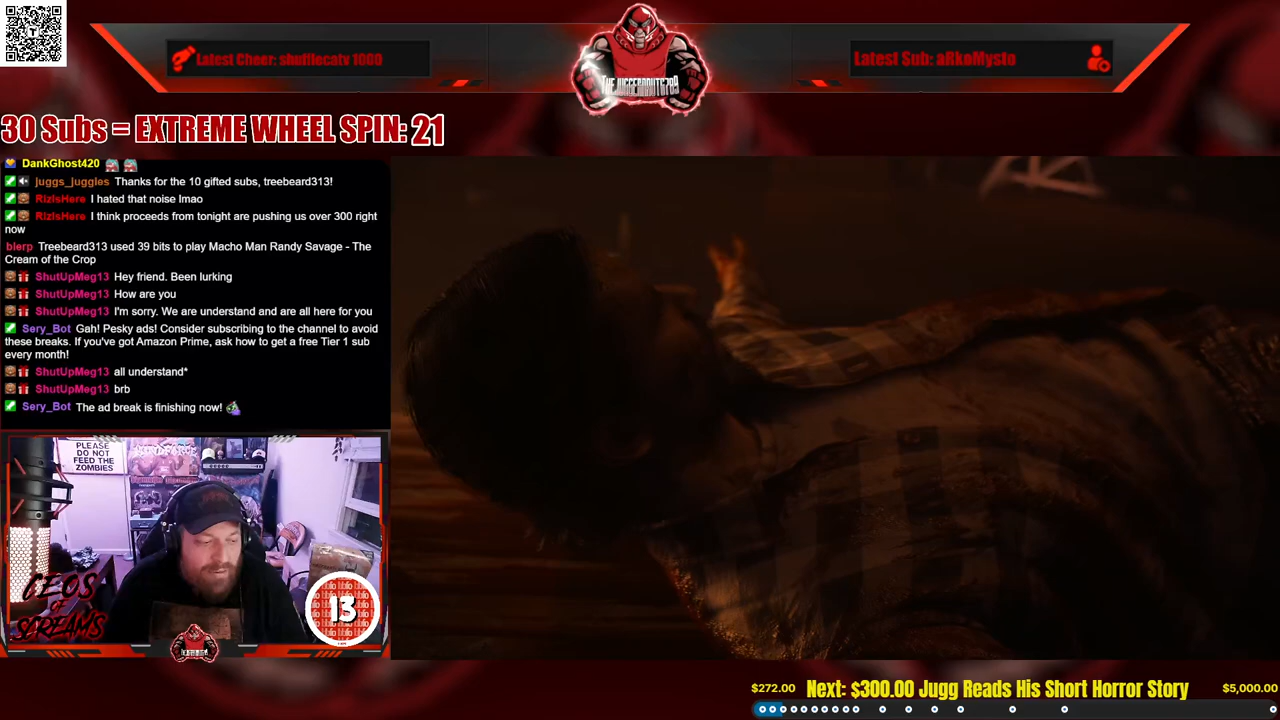 Latest Cheer: shufflecatv 1000
THEJUGGERNAUT6789
Latest Sub: aRkoMysto
30 Subs = EXTREME WHEEL SPIN: 21
DankGhost420
juggs_juggles Thanks for the 10 gifted subs, treebeard313!
RizIsHere I hated that noise lmao
RizIsHere I think proceeds from tonight are pushing us over 300 right
now
blerp Treebeard313 used 39 bits to play Macho Man Randy Savage - The
Cream of the Crop
ShutUpMeg13 Hey friend. Been lurking
ShutUpMeg13 How are you
ShutUpMeg13 I'm sorry. We are understand and are all here for you
Sery_Bot Gah! Pesky ads! Consider subscribing to the channel to avoid
these breaks. If you've got Amazon Prime, ask how to get a free Tier 1 sub
every month!
ShutUpMeg13 all understand*
ShutUpMeg13 brb
Sery_Bot The ad break is finishing now!
PLEASE
DO NOT
FEED THE
ZOMBIES
CEOS
OF
SCREAMS
13
$272.00 Next: $300.00 Jugg Reads His Short Horror Story $5,000.00